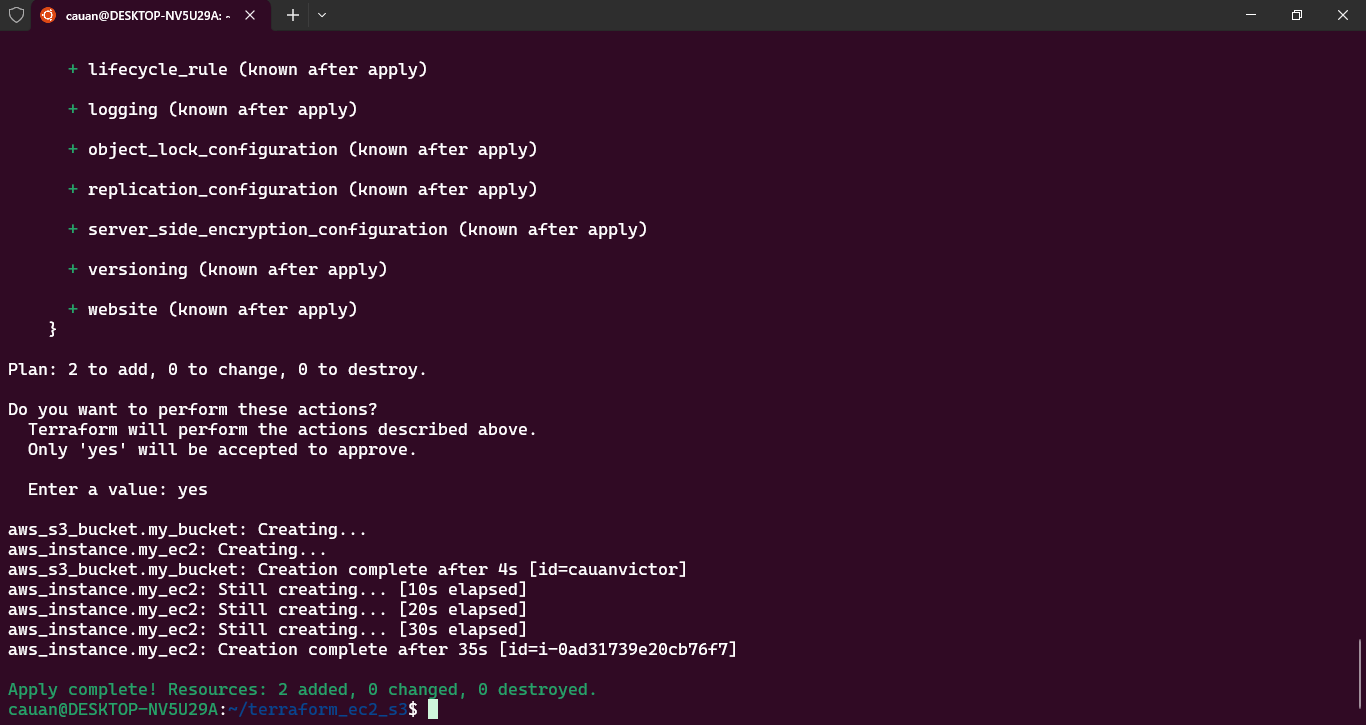 cauan@DESKTOP-NV5U29A: ~
+ lifecycle_rule (known after apply)
+ logging (known after apply)
+ object_lock_configuration (known after apply)
+ replication_configuration (known after apply)
+ server_side_encryption_configuration (known after apply)
+ versioning (known after apply)
+ website (known after apply)
}
Plan: 2 to add, 0 to change, 0 to destroy.
Do you want to perform these actions?
Terraform will perform the actions described above.
Only 'yes' will be accepted to approve.
Enter a value: yes
aws_s3_bucket.my_bucket: Creating...
aws_instance.my_ec2: Creating...
aws_s3_bucket.my_bucket: Creation complete after 4s [id=cauanvictor]
aws_instance.my_ec2: Still creating... [10s elapsed]
aws_instance.my_ec2: Still creating... [20s elapsed]
aws_instance.my_ec2: Still creating... [30s elapsed]
aws_instance.my_ec2: Creation complete after 35s [id=i-0ad31739e20cb76f7]
Apply complete! Resources: 2 added, 0 changed, 0 destroyed.
cauan@DESKTOP-NV5U29A:~/terraform_ec2_s3$